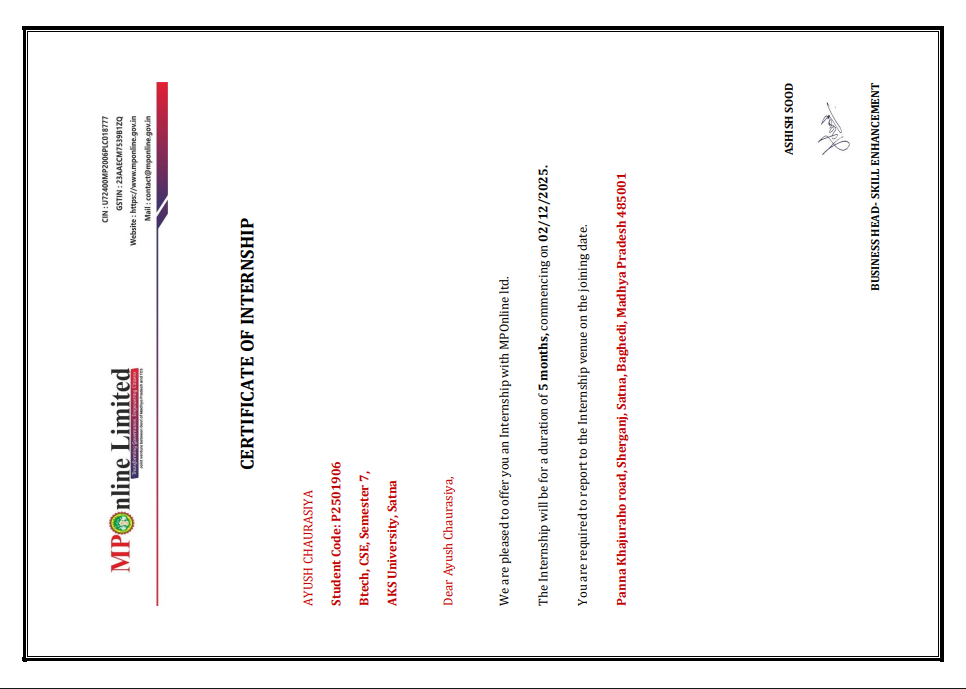 MPOnline Limited
CIN : U72400MP2006PLC018777
GSTIN : 23AAECM7539B1ZQ
Website : https://www.mponline.gov.in
Mail : contact@mponline.gov.in
CERTIFICATE OF INTERNSHIP
AYUSH CHAURASIYA
Student Code: P2501906
Btech, CSE, Semester 7,
AKS University, Satna
Dear Ayush Chaurasiya,
We are pleased to offer you an Internship with MPOnline ltd.
The Internship will be for a duration of 5 months, commencing on 02/12/2025.
You are required to report to the Internship venue on the joining date.
Panna Khajuraho road, Sherganj, Satna, Baghedi, Madhya Pradesh 485001
ASHISH SOOD
BUSINESS HEAD- SKILL ENHANCEMENT